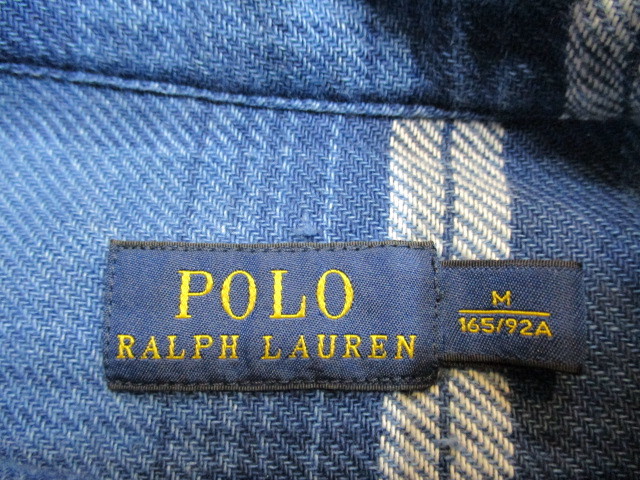 POLO
RALPH LAUREN
M
165/92A